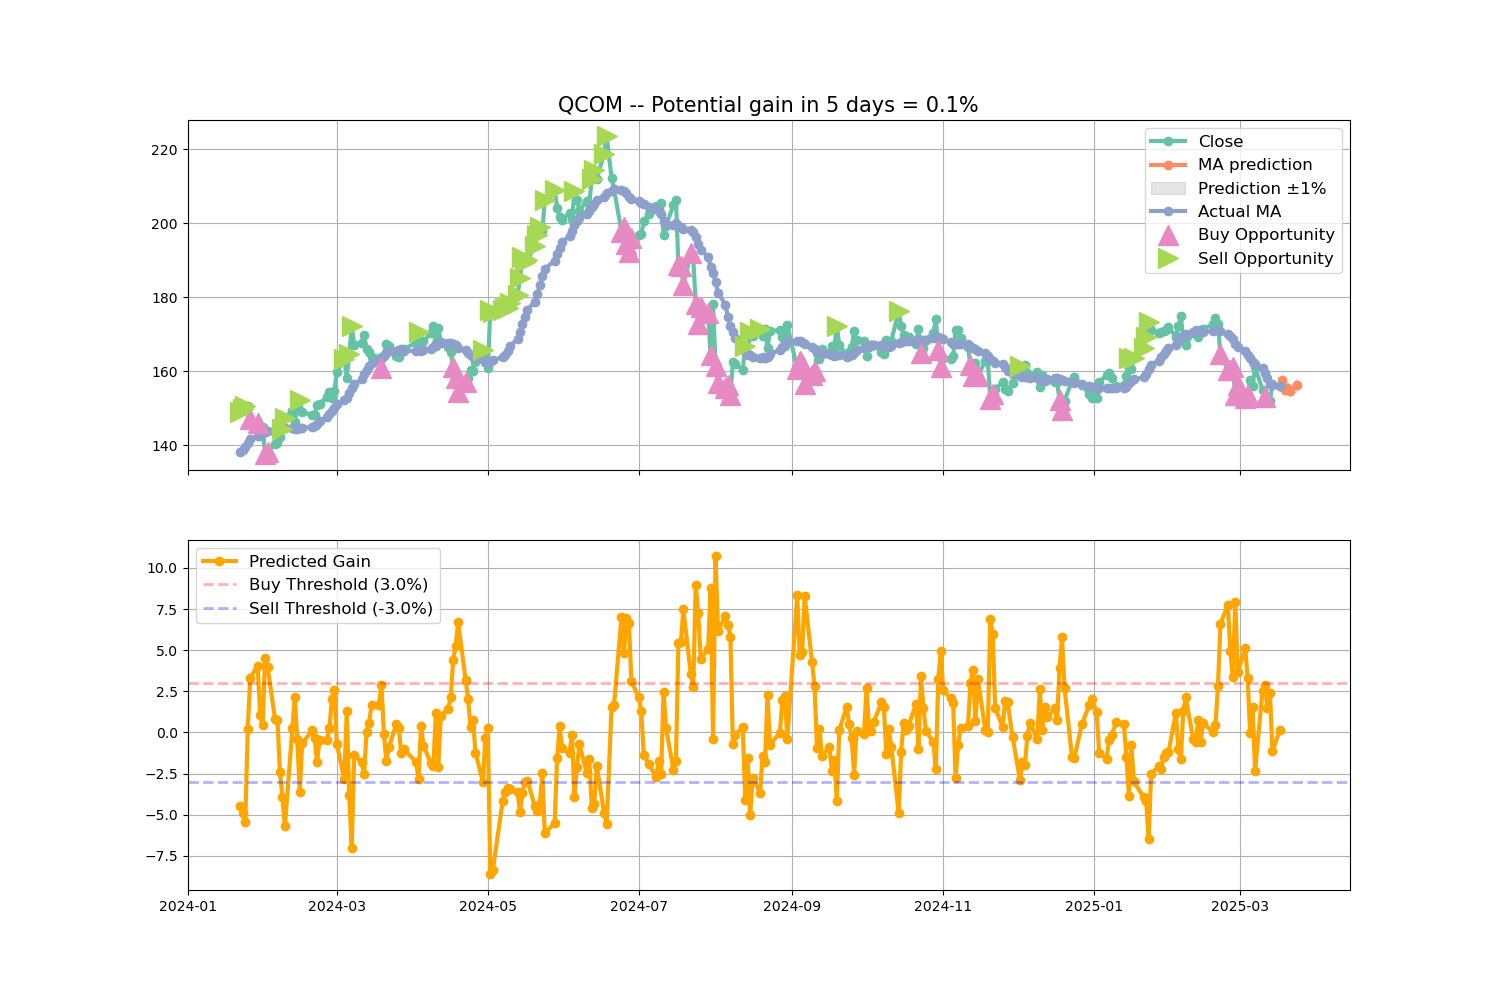 QCOM -- Potential gain in 5 days = 0.1%
220
200
180
160
140
Close
MA prediction
Prediction ±1%
Actual MA
Buy Opportunity
Sell Opportunity
10.0
7.5
5.0
2.5
0.0
−2.5
−5.0
−7.5
Predicted Gain
Buy Threshold (3.0%)
Sell Threshold (-3.0%)
2024-01 2024-03 2024-05 2024-07 2024-09 2024-11 2025-01 2025-03